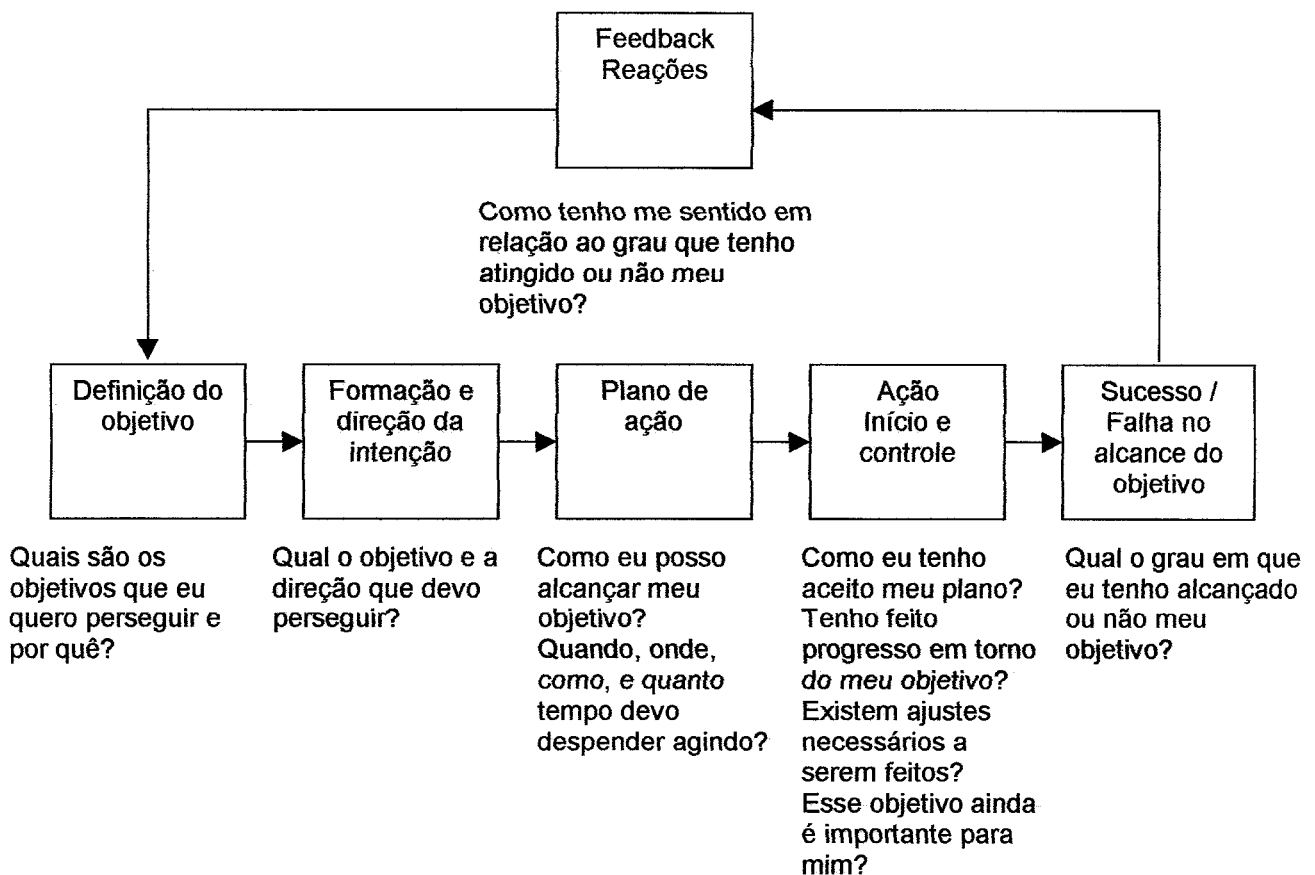 Feedback
Reações
Como tenho me sentido em
relação ao grau que tenho
atingido ou não meu
objetivo?
Definição do
objetivo
Formação e
direção da
intenção
Plano de
ação
Ação
Início e
controle
Sucesso /
Falha no
alcance do
objetivo
Quais são os
objetivos que eu
quero perseguir e
por quê?
Qual o objetivo e a
direção que devo
perseguir?
Como eu posso
alcançar meu
objetivo?
Quando, onde,
como, e quanto
tempo devo
despender agindo?
Como eu tenho
aceito meu plano?
Tenho feito
progresso em torno
do meu objetivo?
Existem ajustes
necessários a
serem feitos?
Esse objetivo ainda
é importante para
mim?
Qual o grau em que
eu tenho alcançado
ou não meu
objetivo?